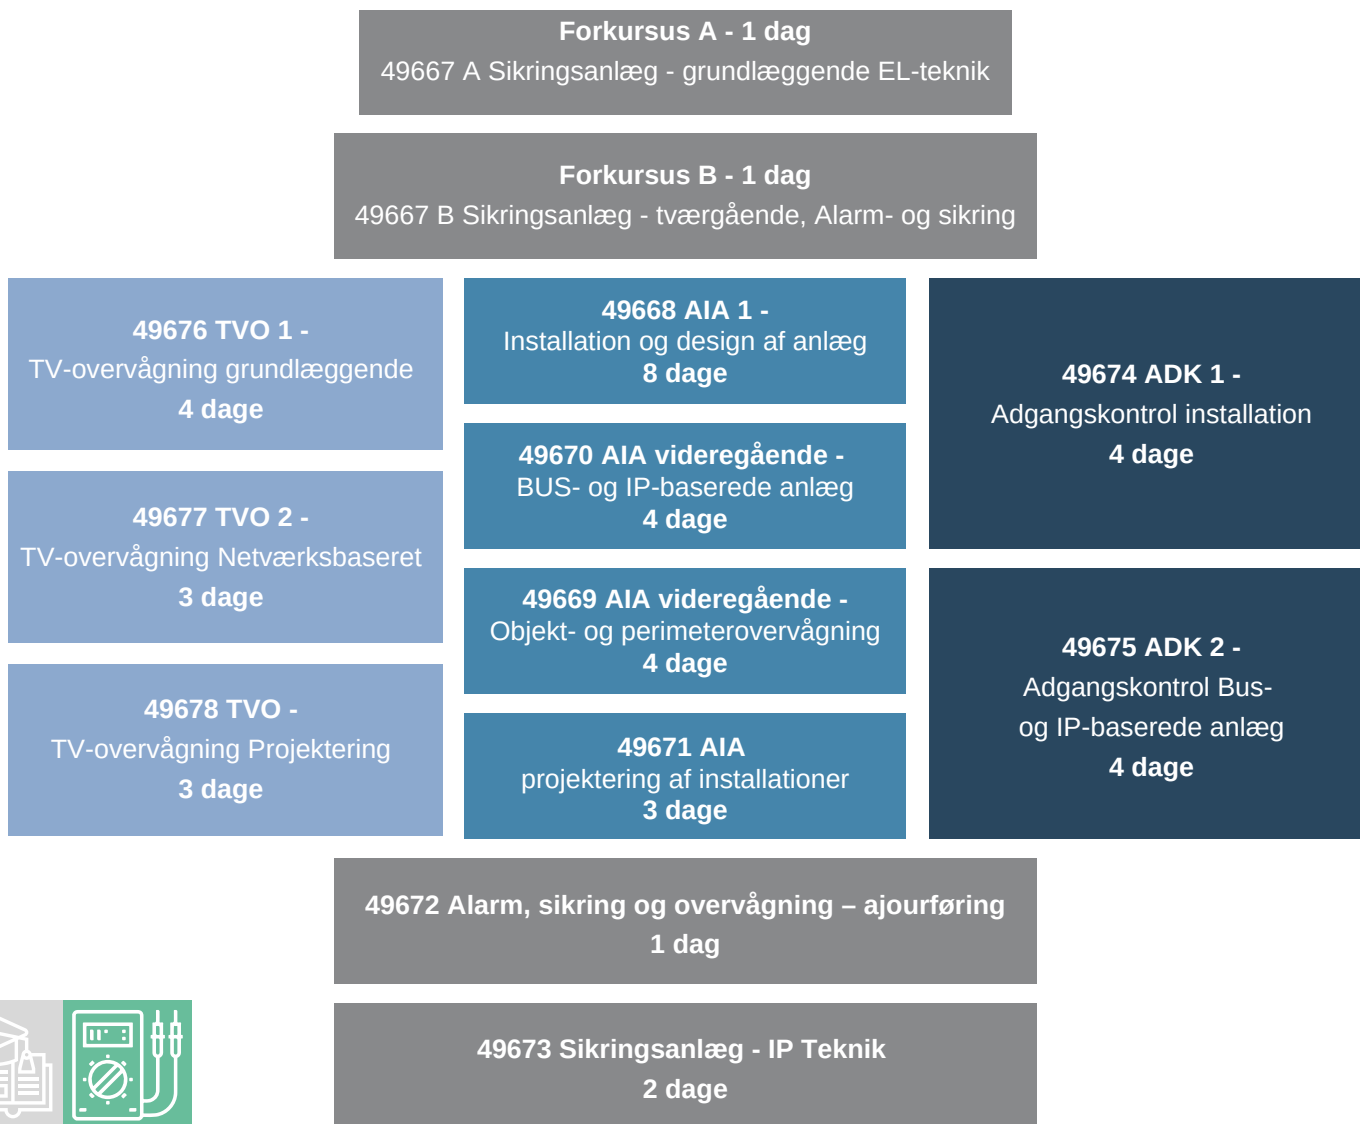 Forkursus A - 1 dag
49667 A Sikringsanlæg - grundlæggende EL-teknik
Forkursus B - 1 dag
49667 B Sikringsanlæg - tværgående, Alarm- og sikring
49676 TVO 1 -
TV-overvågning grundlæggende
4 dage
49677 TVO 2 -
TV-overvågning Netværksbaseret
3 dage
49678 TVO -
TV-overvågning Projektering
3 dage
49668 AIA 1 -
Installation og design af anlæg
8 dage
49670 AIA videregående -
BUS- og IP-baserede anlæg
4 dage
49669 AIA videregående -
Objekt- og perimeterovervågning
4 dage
49671 AIA
projektering af installationer
3 dage
49674 ADK 1 -
Adgangskontrol installation
4 dage
49675 ADK 2 -
Adgangskontrol Bus-
og IP-baserede anlæg
4 dage
49672 Alarm, sikring og overvågning – ajourføring
1 dag
49673 Sikringsanlæg - IP Teknik
2 dage